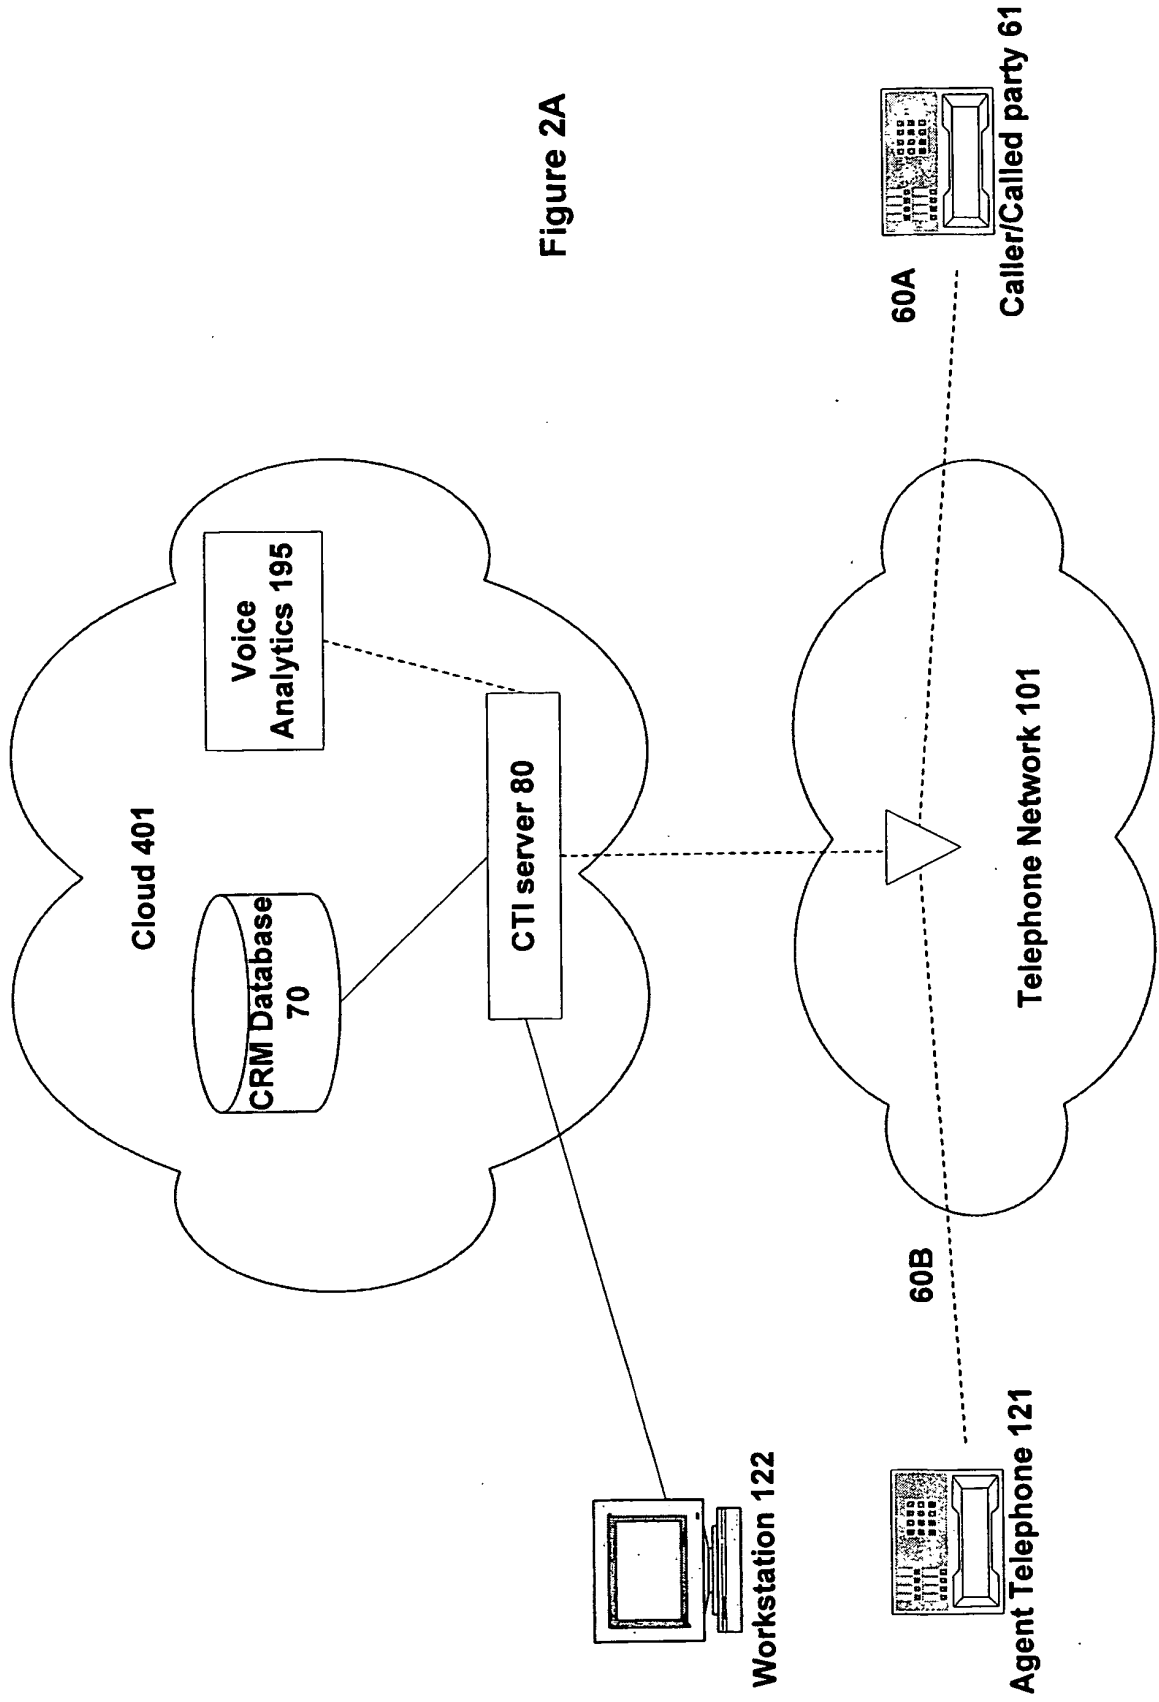 Cloud 401
CRM Database
70
Voice
Analytics 195
CTI server 80
Figure 2A
Workstation 122
60B
60A
Agent Telephone 121
Telephone Network 101
Caller/Called party 61